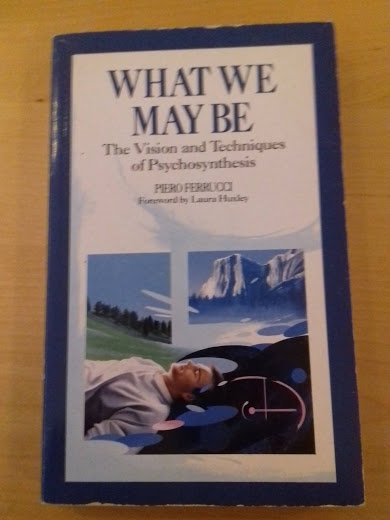 WHAT WE
MAY BE
The Vision and Techniques
of Psychosynthesis
PIERO FERRUCCI
Foreword by Laura Huxley